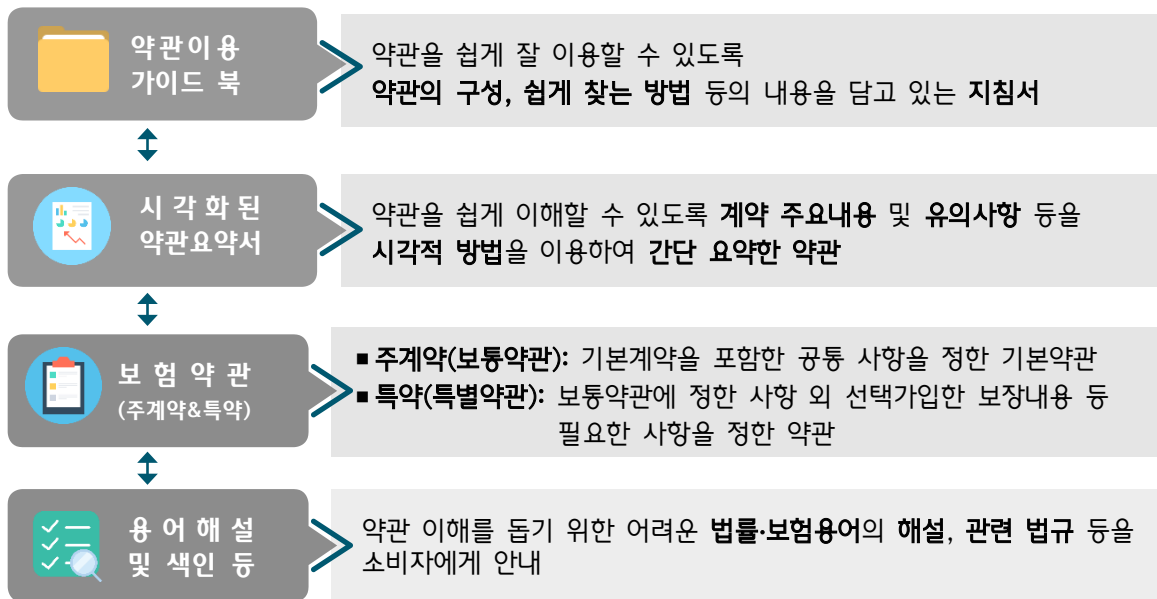 약관이용
가이드 북
약관을 쉽게 잘 이용할 수 있도록
약관의 구성, 쉽게 찾는 방법 등의 내용을 담고 있는 지침서
시각화된
약관요약서
약관을 쉽게 이해할 수 있도록 계약 주요내용 및 유의사항 등을
시각적 방법을 이용하여 간단 요약한 약관
보험약관
(주계약&특약)
▪ 주계약(보통약관): 기본계약을 포함한 공통 사항을 정한 기본약관
▪ 특약(특별약관): 보통약관에 정한 사항 외 선택가입한 보장내용 등
필요한 사항을 정한 약관
용어해설
및 색인 등
약관 이해를 돕기 위한 어려운 법률·보험용어의 해설, 관련 법규 등을
소비자에게 안내